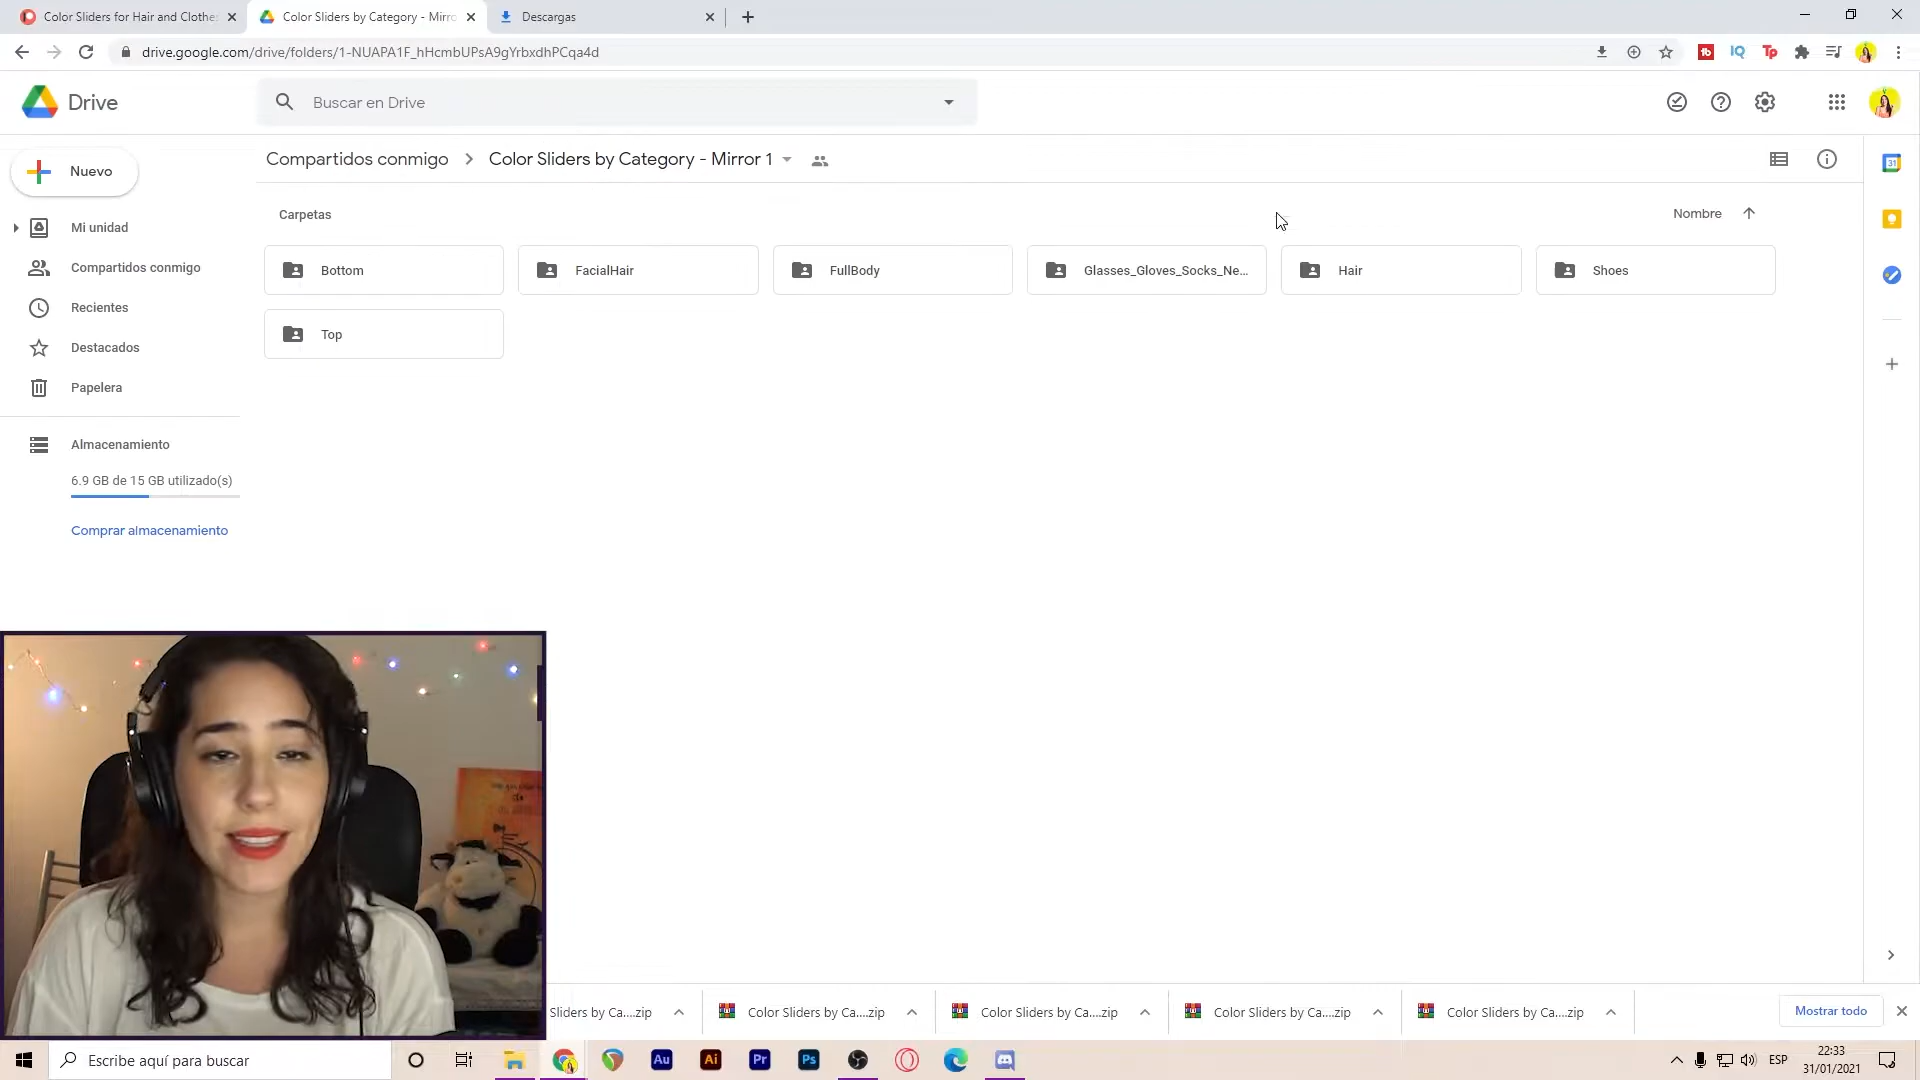 Color Sliders for Hair and Clothe
Color Sliders by Category - Mirro
Descargas
drive.google.com/drive/folders/1-NUAPA1F_hHcmbUPsA9gYrbxdhPCqa4d
Drive
Buscar en Drive
Nuevo
Compartidos conmigo
Color Sliders by Category - Mirror 1
Carpetas
Nombre
Mi unidad
Compartidos conmigo
Recientes
Destacados
Papelera
Almacenamiento
6.9 GB de 15 GB utilizado(s)
Comprar almacenamiento
Bottom
FacialHair
FullBody
Glasses_Gloves_Socks_Ne...
Hair
Shoes
Top
IQ
Tp
31
Sliders by Ca....zip
Color Sliders by Ca....zip
Color Sliders by Ca....zip
Color Sliders by Ca....zip
Color Sliders by Ca....zip
Mostrar todo
Escribe aquí para buscar
Au
Ai
Pr
Ps
ESP
22:33
31/01/2021